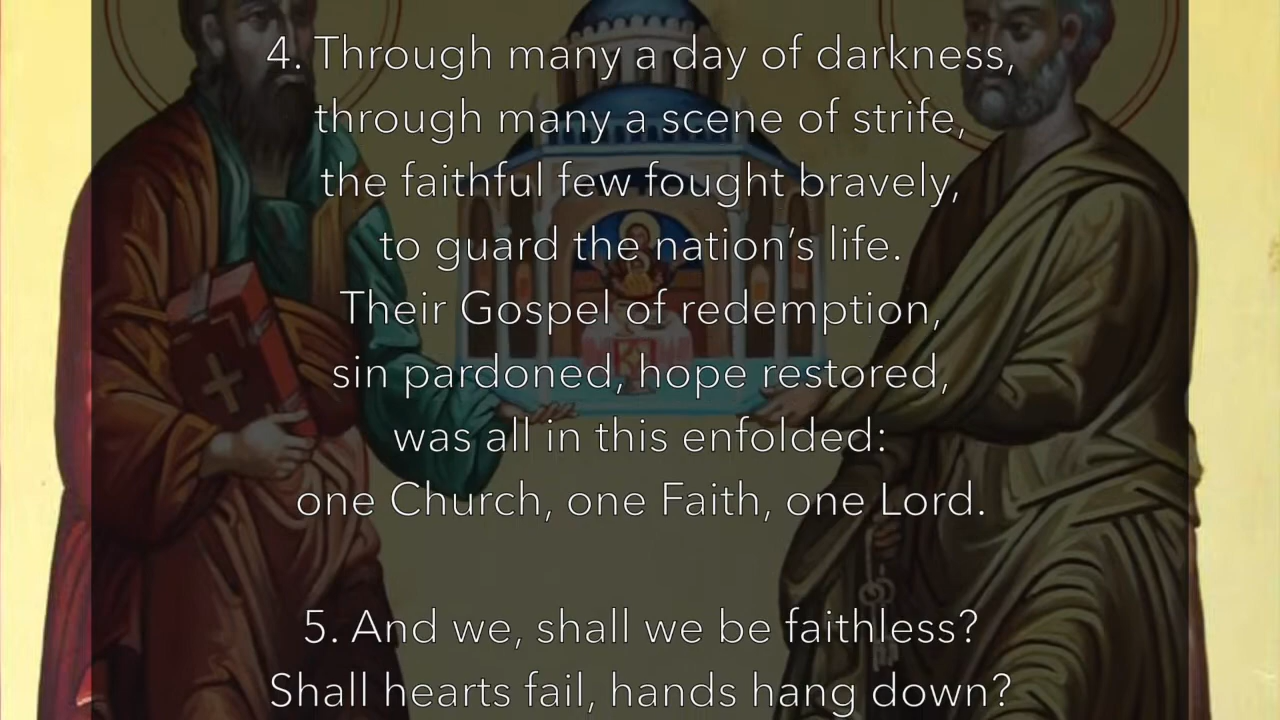 4. Through many a day of darkness,
through many a scene of strife,
the faithful few fought bravely,
to guard the nation’s life.
Their Gospel of redemption,
sin pardoned, hope restored,
was all in this enfolded:
one Church, one Faith, one Lord.
5. And we, shall we be faithless?
Shall hearts fail, hands hang down?